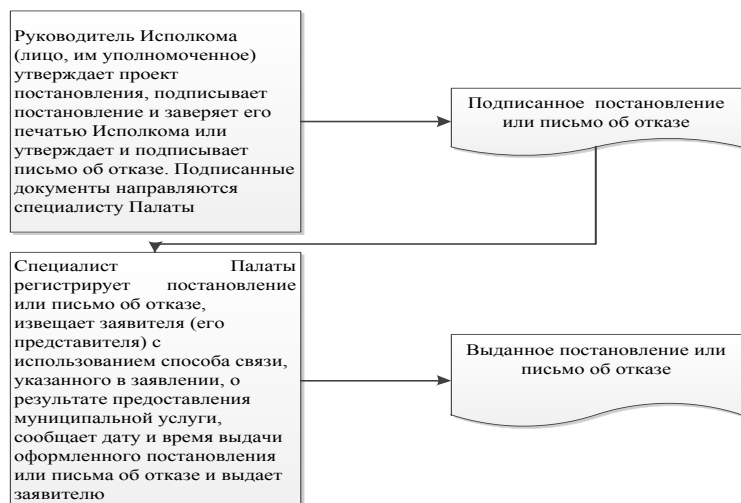 Руководитель Исполкома
(лицо, им уполномоченное)
утверждает проект
постановления, подписывает
постановление и заверяет его
печатью Исполкома или
утверждает и подписывает
письмо об отказе. Подписанные
документы направляются
специалисту Палаты
Подписанное постановление
или письмо об отказе
Специалист Палаты
регистрирует постановление
или письмо об отказе,
извещает заявителя (его
представителя) с
использованием способа связи,
указанного в заявлении, о
результате предоставления
муниципальной услуги,
сообщает дату и время выдачи
оформленного постановления
или письма об отказе и выдает
заявителю
Выданное постановление или
письмо об отказе